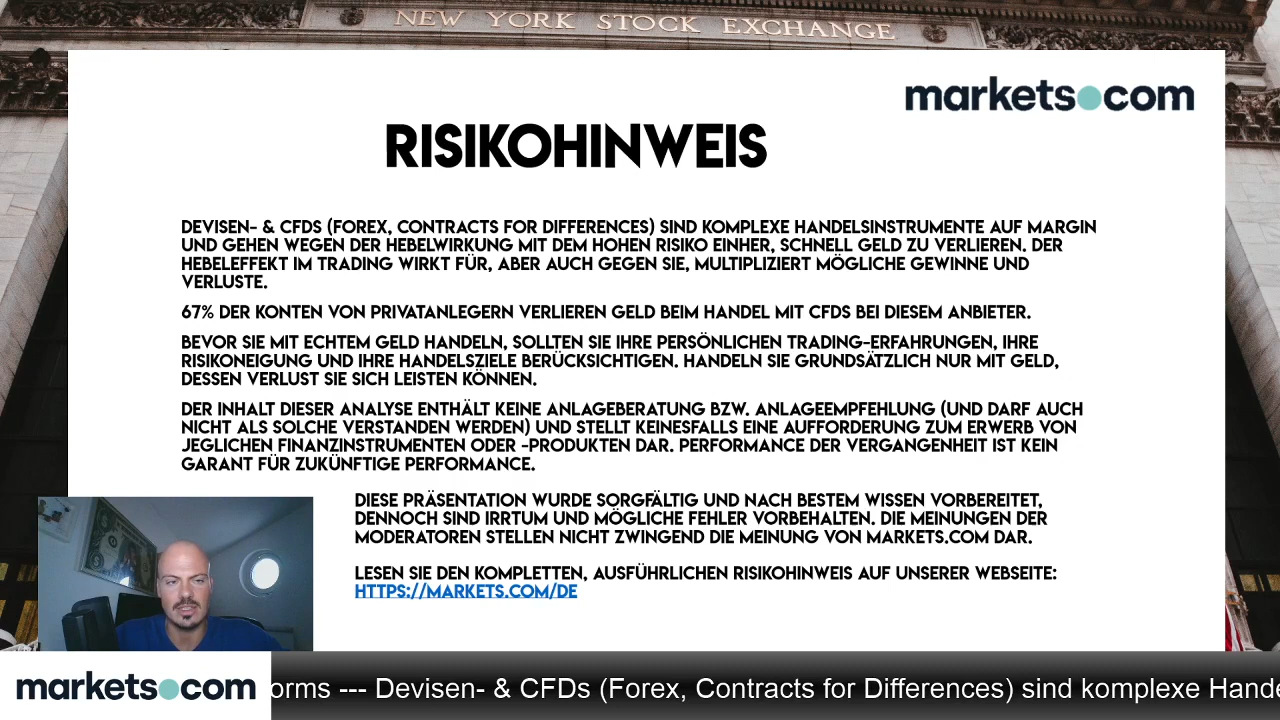 NEW YORK STOCK EXCHANGE
markets.com
RISIKOHINWEIS
DEVISEN- & CFDS (FOREX, CONTRACTS FOR DIFFERENCES) SIND KOMPLEXE HANDELSINSTRUMENTE AUF MARGIN
UND GEHEN WEGEN DER HEBELWIRKUNG MIT DEM HOHEN RISIKO EINHER, SCHNELL GELD ZU VERLIEREN. DER
HEBELEFFEKT IM TRADING WIRKT FÜR, ABER AUCH GEGEN SIE, MULTIPLIZIERT MÖGLICHE GEWINNE UND
VERLUSTE.
67% DER KONTEN VON PRIVATANLEGERN VERLIEREN GELD BEIM HANDEL MIT CFDS BEI DIESEM ANBIETER.
BEVOR SIE MIT ECHTEM GELD HANDELN, SOLLTEN SIE IHRE PERSÖNLICHEN TRADING-ERFAHRUNGEN, IHRE
RISIKONEIGUNG UND IHRE HANDELSZIELE BERÜCKSICHTIGEN. HANDELN SIE GRUNDSÄTZLICH NUR MIT GELD,
DESSEN VERLUST SIE SICH LEISTEN KÖNNEN.
DER INHALT DIESER ANALYSE ENTHÄLT KEINE ANLAGEBERATUNG BZW. ANLAGEEMPFEHLUNG (UND DARF AUCH
NICHT ALS SOLCHE VERSTANDEN WERDEN) UND STELLT KEINESFALLS EINE AUFFORDERUNG ZUM ERWERB VON
JEGLICHEN FINANZINSTRUMENTEN ODER -PRODUKTEN DAR. PERFORMANCE DER VERGANGENHEIT IST KEIN
GARANT FÜR ZUKÜNFTIGE PERFORMANCE.
DIESE PRÄSENTATION WURDE SORGFÄLTIG UND NACH BESTEM WISSEN VORBEREITET,
DENNOCH SIND IRRTUM UND MÖGLICHE FEHLER VORBEHALTEN. DIE MEINUNGEN DER
MODERATOREN STELLEN NICHT ZWINGEND DIE MEINUNG VON MARKETS.COM DAR.
LESEN SIE DEN KOMPLETTEN, AUSFÜHRLICHEN RISIKOHINWEIS AUF UNSERER WEBSEITE:
HTTPS://MARKETS.COM/DE
markets.com
orms --- Devisen- & CFDs (Forex, Contracts for Differences) sind komplexe Hande